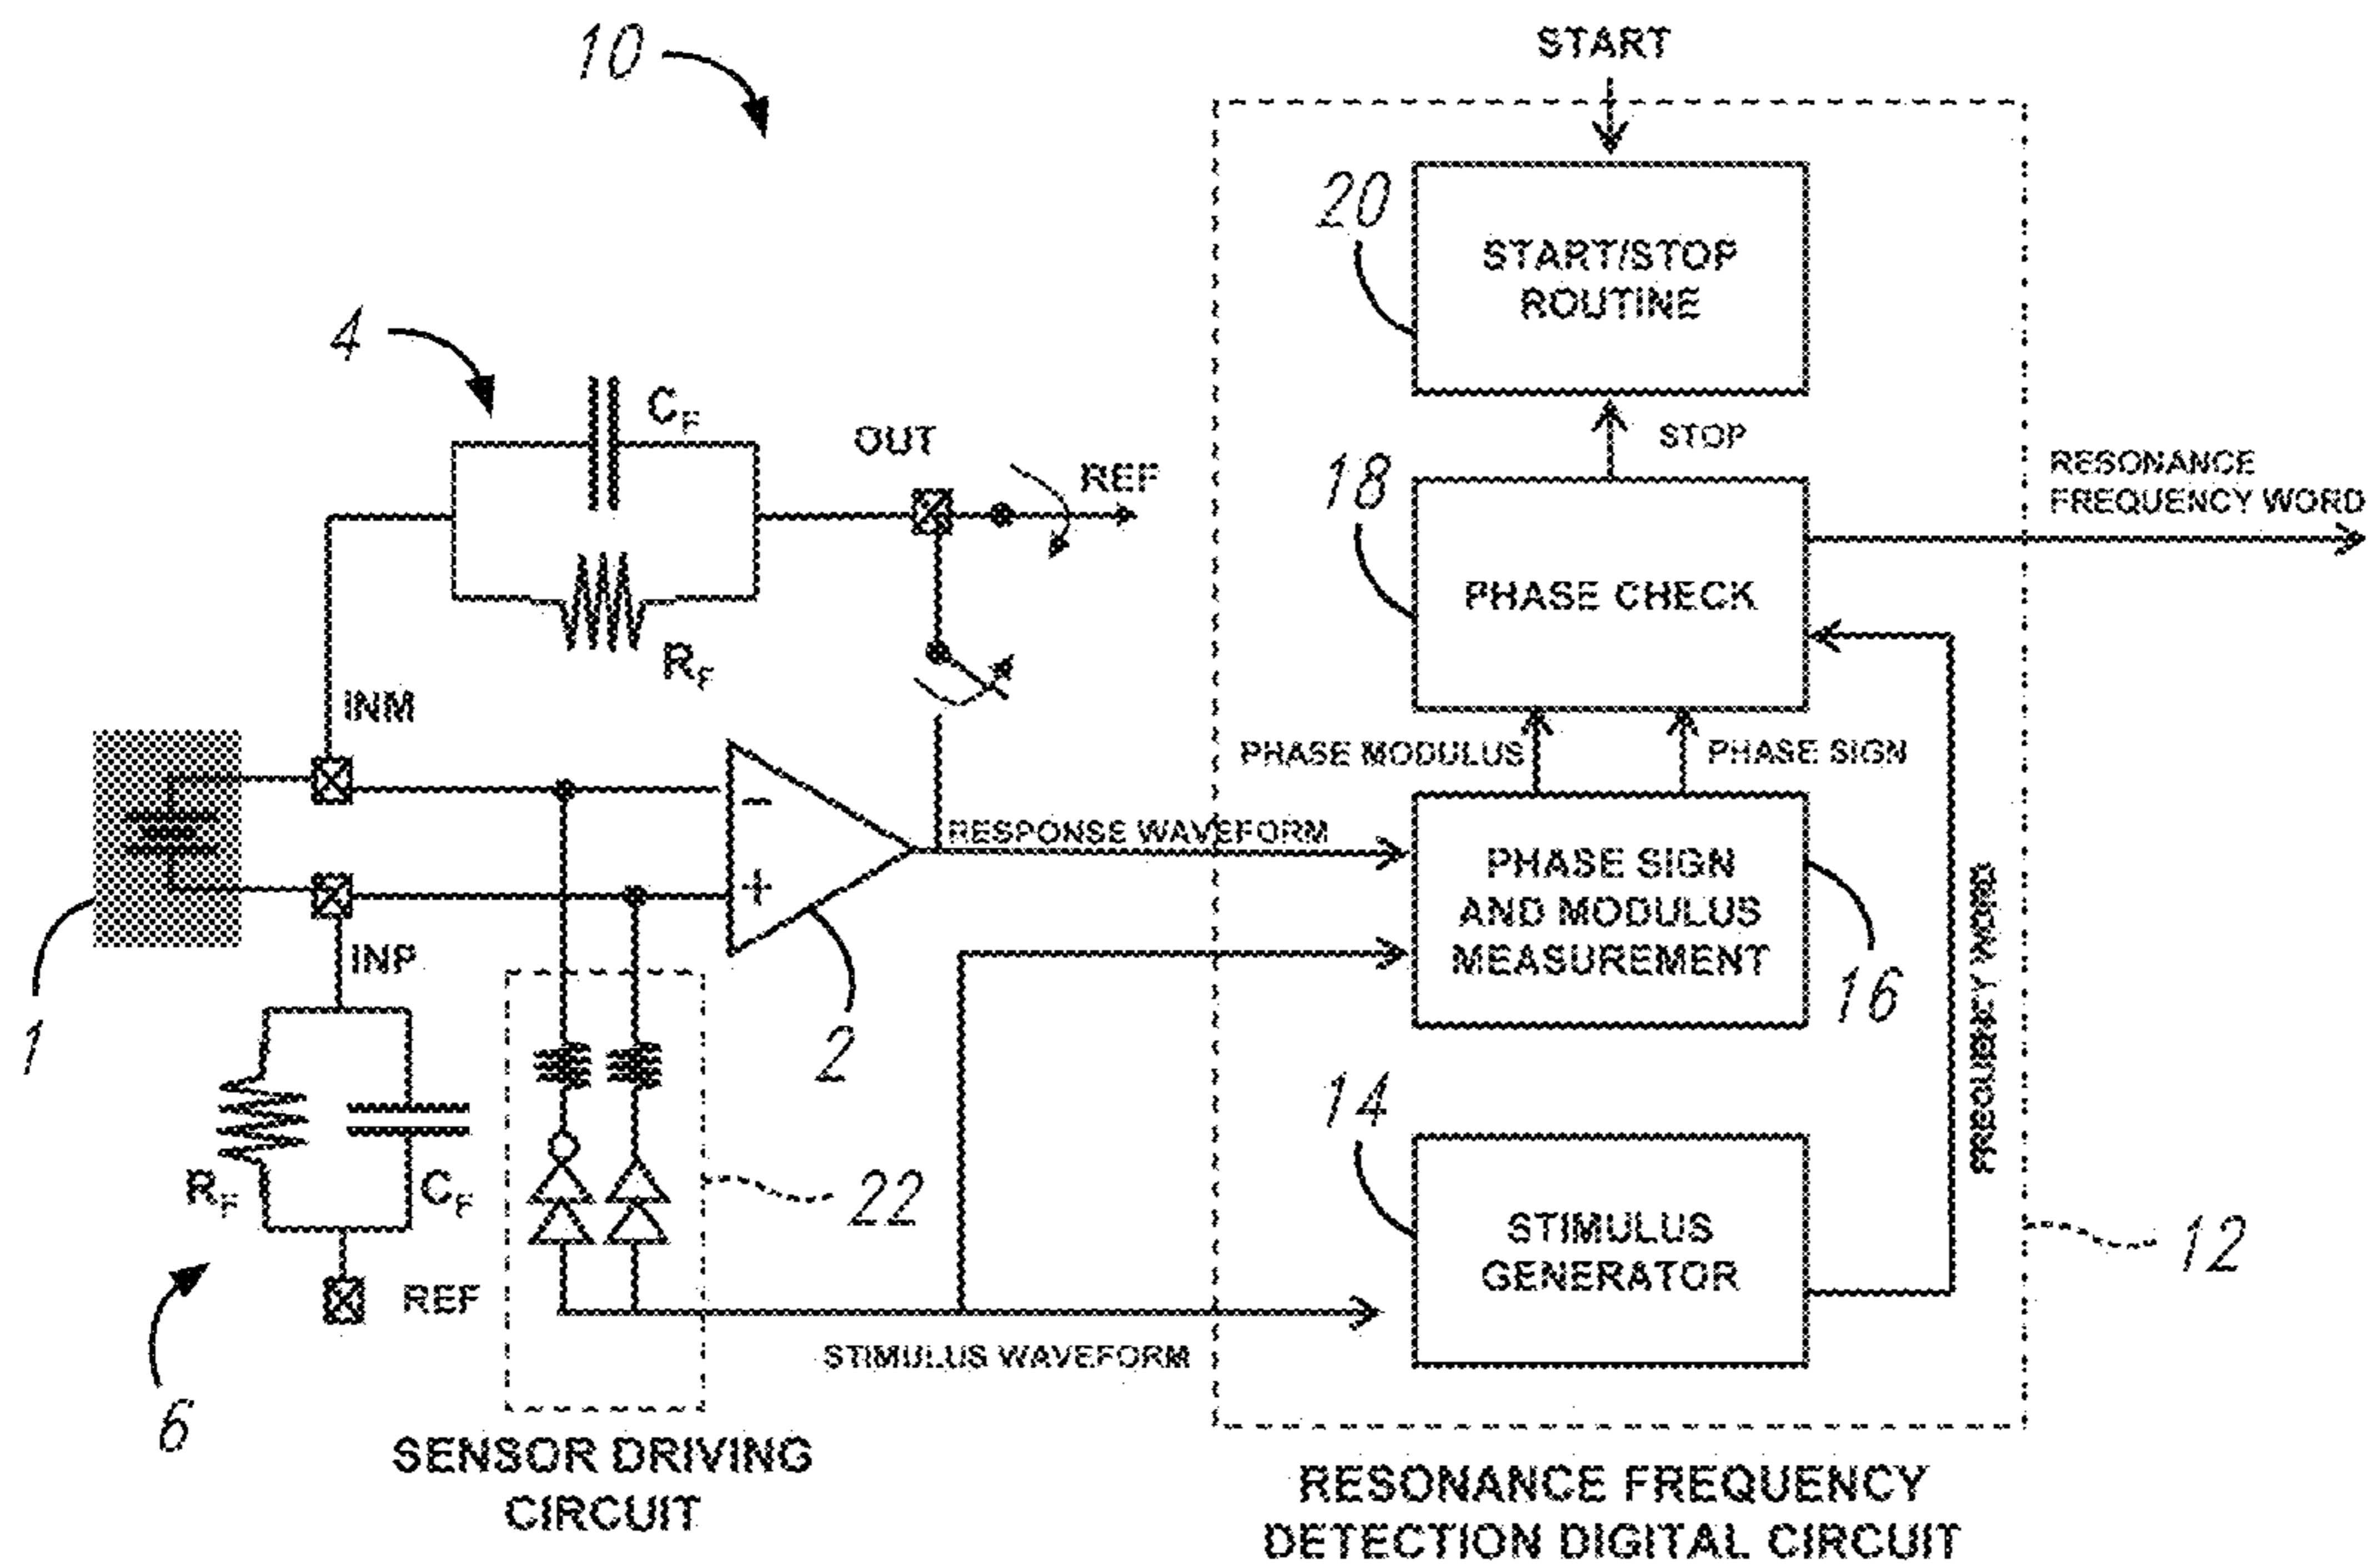 10
START
20
START/STOP
ROUTINE
4
CF
OUT
REF
STOP
18
RESONANCE
FREQUENCY WORD
PHASE CHECK
RF
INM
PHASE MODULUS
PHASE SIGN
RESPONSE WAVEFORM
−
+
PHASE SIGN
AND MODULUS
MEASUREMENT
16
FREQUENCY WORD
INP
1
2
14
RF
CF
22
STIMULUS
GENERATOR
12
REF
STIMULUS WAVEFORM
6
SENSOR DRIVING
CIRCUIT
RESONANCE FREQUENCY
DETECTION DIGITAL CIRCUIT